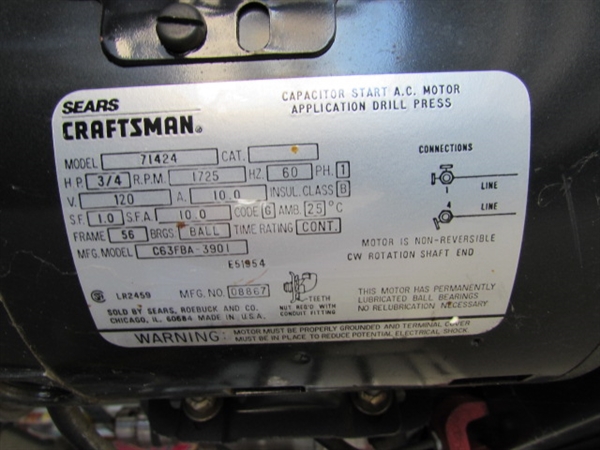 SEARS
CRAFTSMAN®
CAPACITOR START A.C. MOTOR
APPLICATION DRILL PRESS
MODEL 71424 CAT.
H.P. 3/4 R.P.M. 1725 HZ. 60 PH. 1
V. 120 A. 10.0 INSUL. CLASS B
S.F. 1.0 S.F.A. 10.0 CODE G AMB. 25 °C
FRAME 56 BRGS. BALL TIME RATING CONT.
MFG. MODEL C63FBA-3901
E51954
LR2459 MFG. NO. 08867
TEETH
NOT REQ'D WITH
CONDUIT FITTING
SOLD BY SEARS, ROEBUCK AND CO.
CHICAGO, IL. 60684 MADE IN U.S.A.
CONNECTIONS
1 LINE
4 LINE
MOTOR IS NON-REVERSIBLE
CW ROTATION SHAFT END
THIS MOTOR HAS PERMANENTLY
LUBRICATED BALL BEARINGS
NO RELUBRICATION NECESSARY
WARNING: MOTOR MUST BE PROPERLY GROUNDED AND TERMINAL COVER
MUST BE IN PLACE TO REDUCE POTENTIAL ELECTRICAL SHOCK.